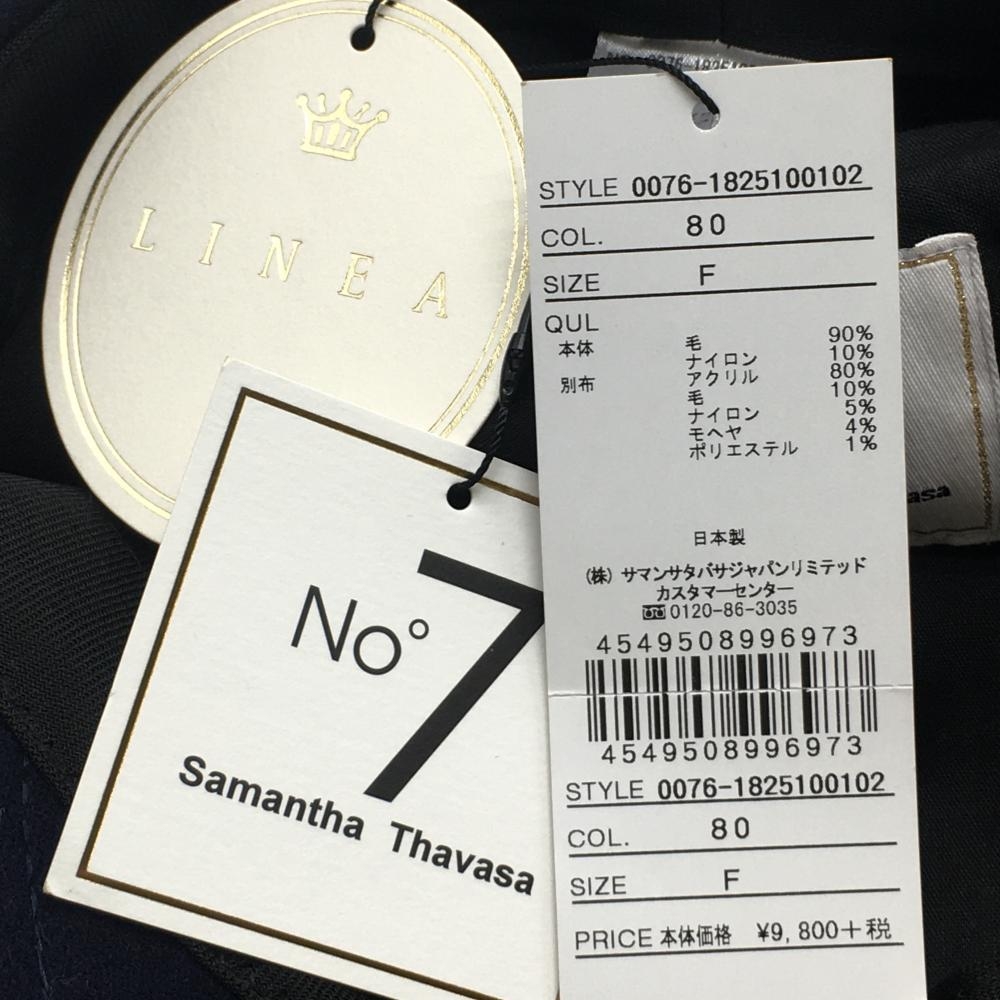 LINEA
No° 7
Samantha Thavasa
STYLE 0076-1825100102
COL. 80
SIZE F
QUL
本体 毛 90%
ナイロン 10%
別布 アクリル 80%
毛 10%
ナイロン 5%
モヘヤ 4%
ポリエステル 1%
日本製
(株) サマンサタバサジャパンリミテッド
カスタマーセンター
0120-86-3035
4549508996973
4549508996973
STYLE 0076-1825100102
COL. 80
SIZE F
PRICE 本体価格 ¥9,800+税
asa